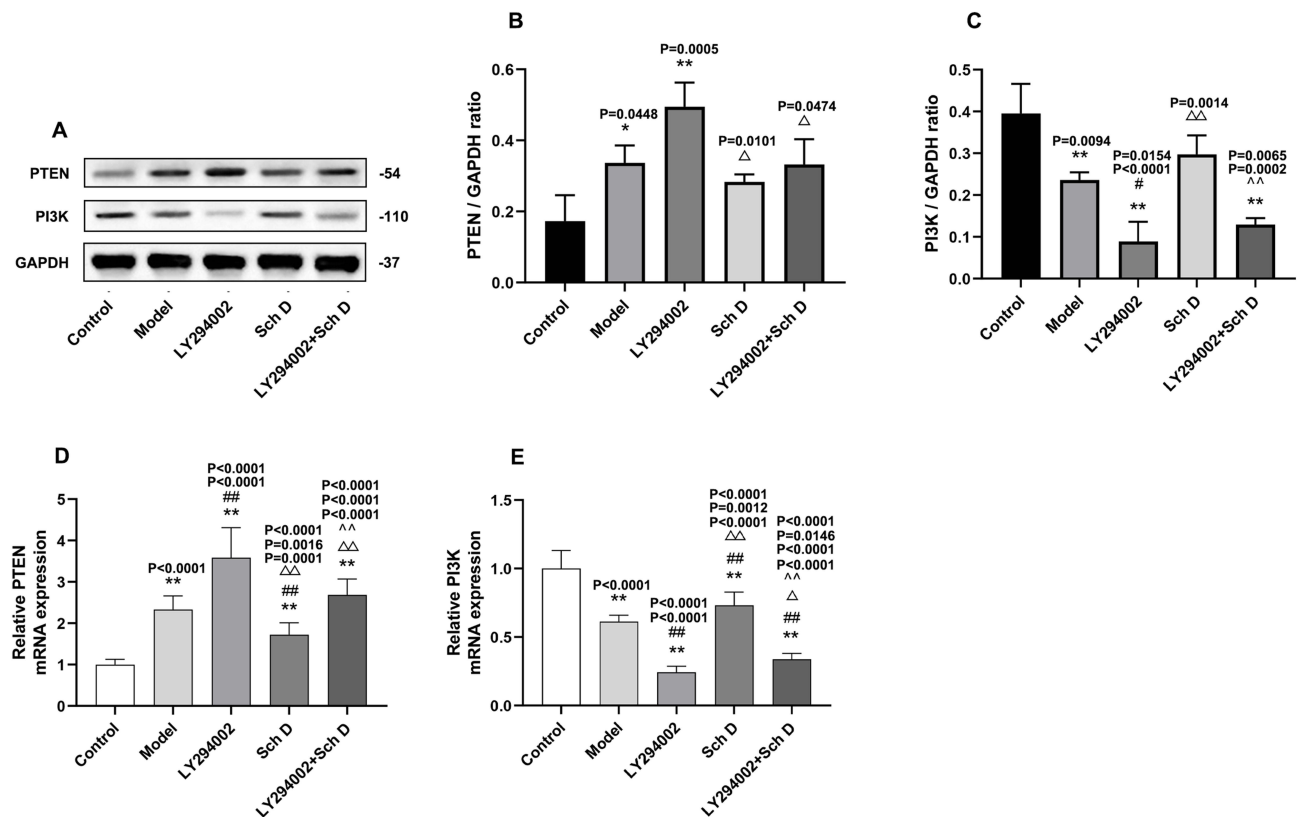 A
PTEN
-54
PI3K
-110
GAPDH
-37
Control
Model
LY294002
Sch D
LY294002+Sch D
B
PTEN / GAPDH ratio
0.6
0.4
0.2
0.0
P=0.0448
*
P=0.0005
**
P=0.0101
△
P=0.0474
△
Control
Model
LY294002
Sch D
LY294002+Sch D
C
PI3K / GAPDH ratio
0.5
0.4
0.3
0.2
0.1
0.0
P=0.0094
**
P=0.0154
P<0.0001
#
**
P=0.0014
△△
P=0.0065
P=0.0002
^^
**
Control
Model
LY294002
Sch D
LY294002+Sch D
D
Relative PTEN
mRNA expression
5
4
3
2
1
0
P<0.0001
**
P<0.0001
P<0.0001
##
**
P<0.0001
P=0.0016
P=0.0001
△△
##
**
P<0.0001
P<0.0001
P<0.0001
^^
△△
**
Control
Model
LY294002
Sch D
LY294002+Sch D
E
Relative PI3K
mRNA expression
1.5
1.0
0.5
0.0
P<0.0001
**
P<0.0001
P<0.0001
##
**
P<0.0001
P=0.0012
P<0.0001
△△
##
**
P<0.0001
P=0.0146
P<0.0001
P<0.0001
^^
△
##
**
Control
Model
LY294002
Sch D
LY294002+Sch D